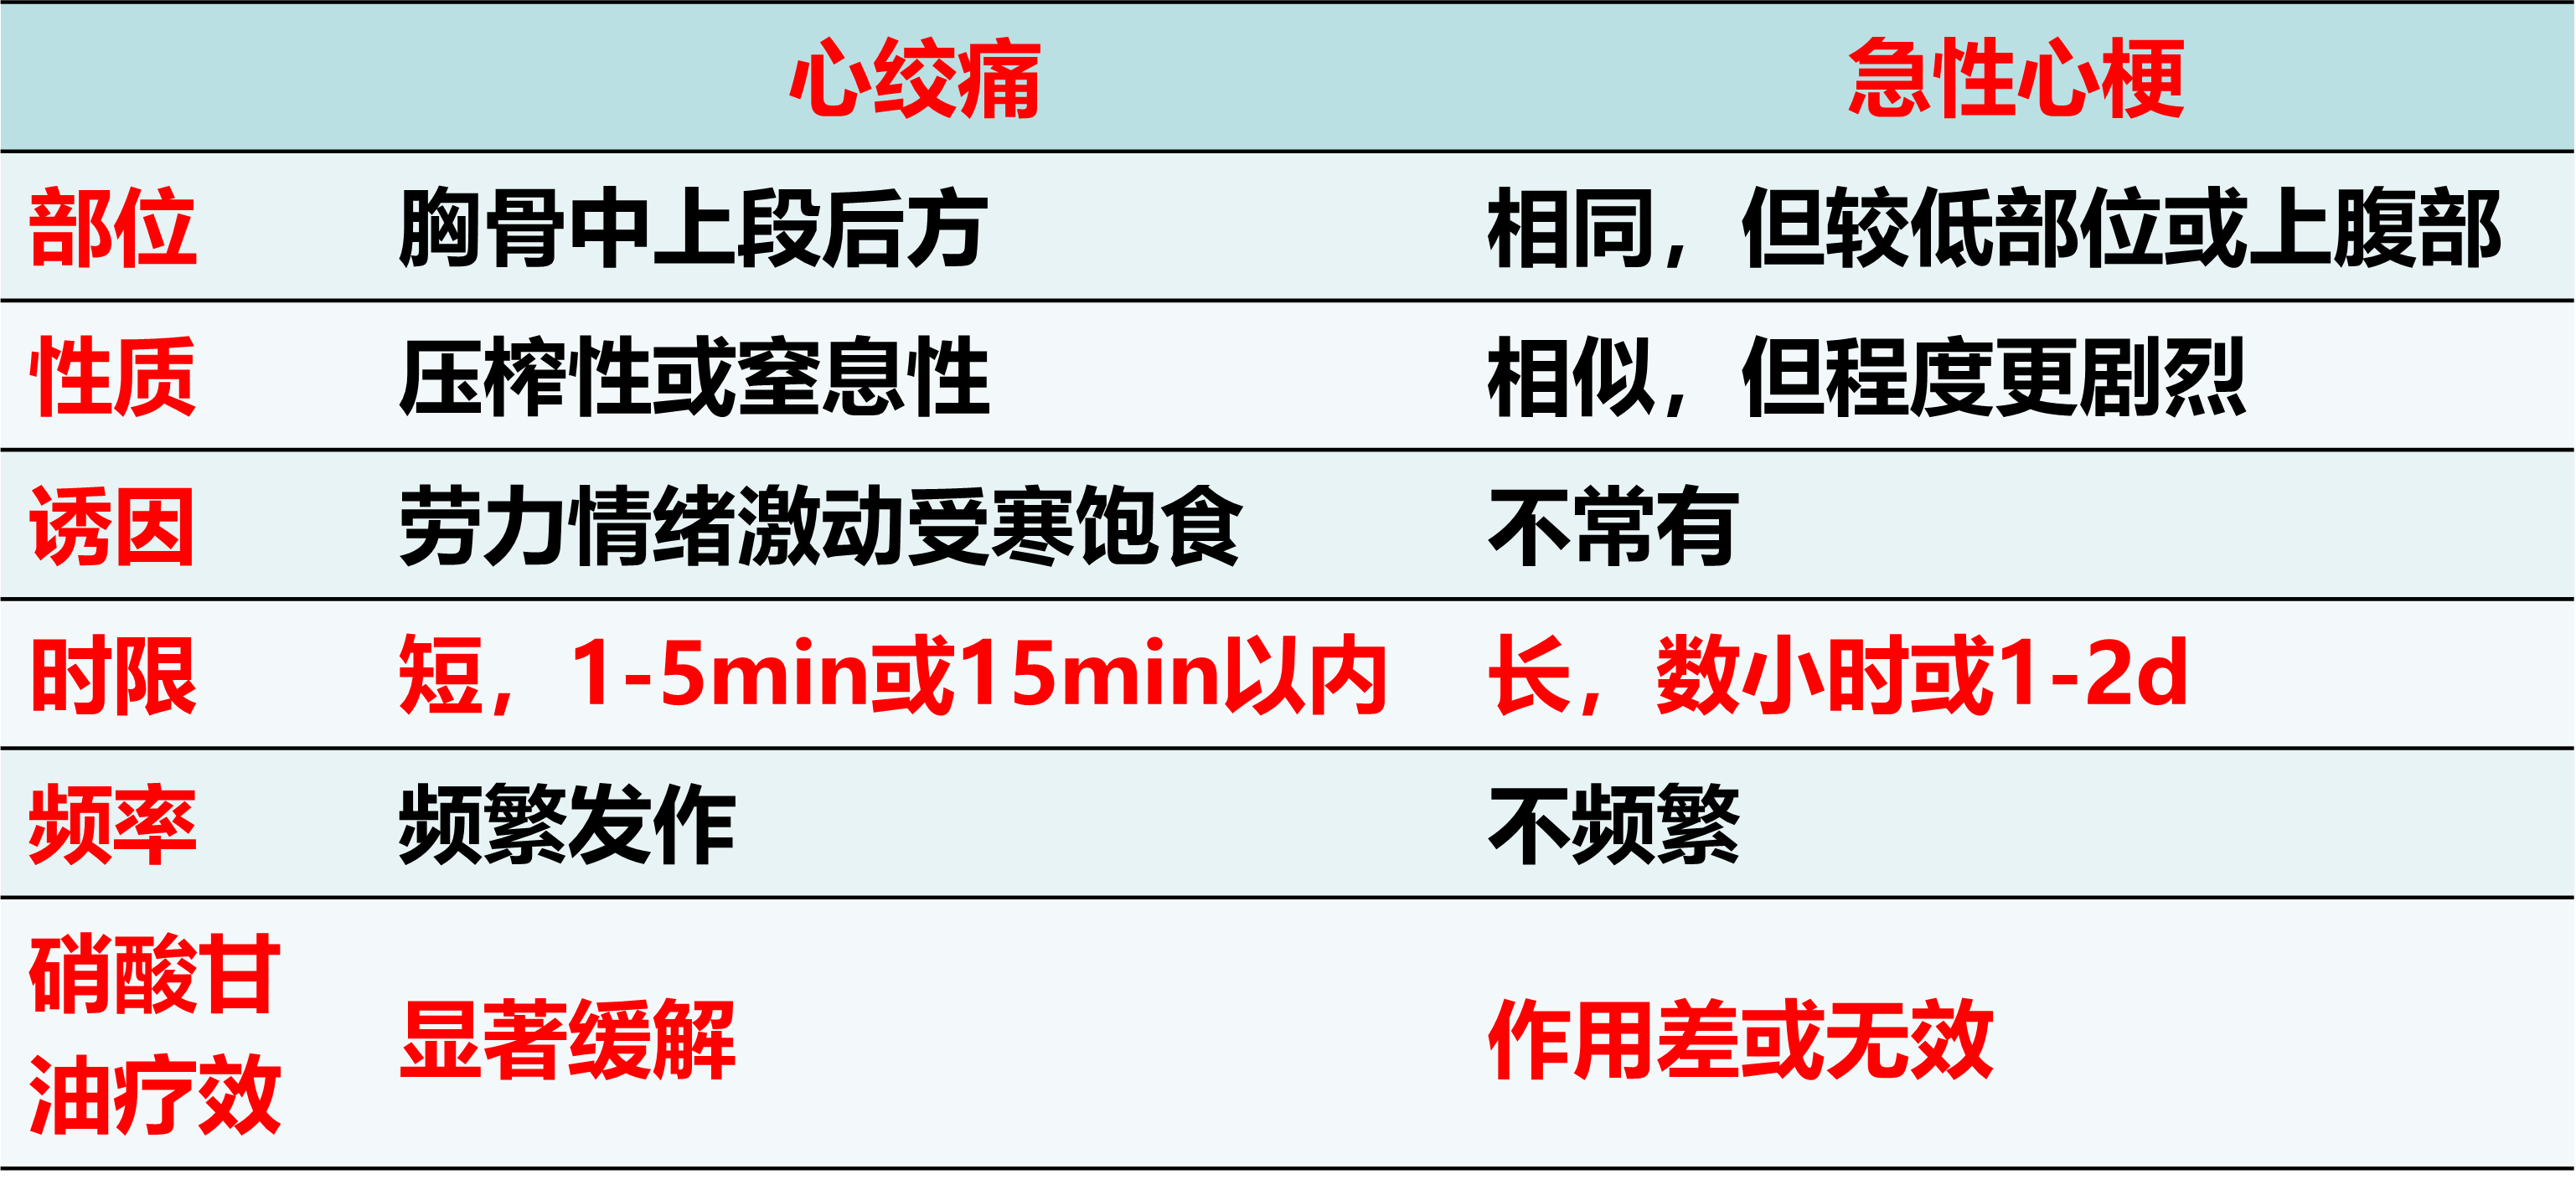 心绞痛 急性心梗
部位 胸骨中上段后方 相同，但较低部位或上腹部
性质 压榨性或窒息性 相似，但程度更剧烈
诱因 劳力情绪激动受寒饱食 不常有
时限 短，1-5min或15min以内 长，数小时或1-2d
频率 频繁发作 不频繁
硝酸甘
油疗效 显著缓解 作用差或无效